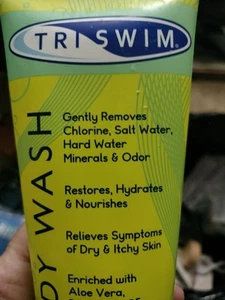 TRISWIM®
Gently Removes
Chlorine, Salt Water,
Hard Water
Minerals & Odor
Restores, Hydrates
& Nourishes
Relieves Symptoms
of Dry & Itchy Skin
Enriched with
Aloe Vera,
DY WASH